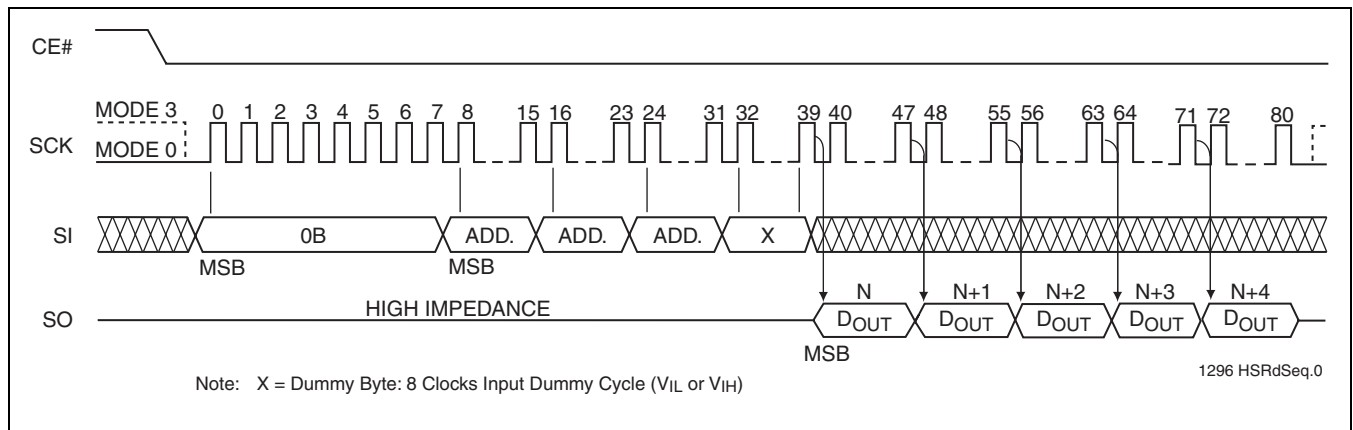 CE#
MODE 3
0 1 2 3 4 5 6 7 8 15 16 23 24 31 32 39 40 47 48 55 56 63 64 71 72 80
SCK
MODE 0
SI
0B ADD. ADD. ADD. X
MSB MSB
N N+1 N+2 N+3 N+4
HIGH IMPEDANCE
SO
DOUT DOUT DOUT DOUT DOUT
MSB
1296 HSRdSeq.0
Note: X = Dummy Byte: 8 Clocks Input Dummy Cycle (VIL or VIH)